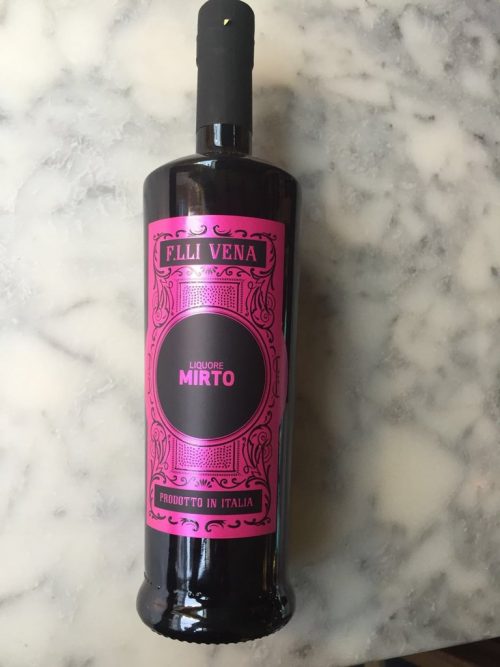 F.LLI VENA
LIQUORE
MIRTO
PRODOTTO IN ITALIA